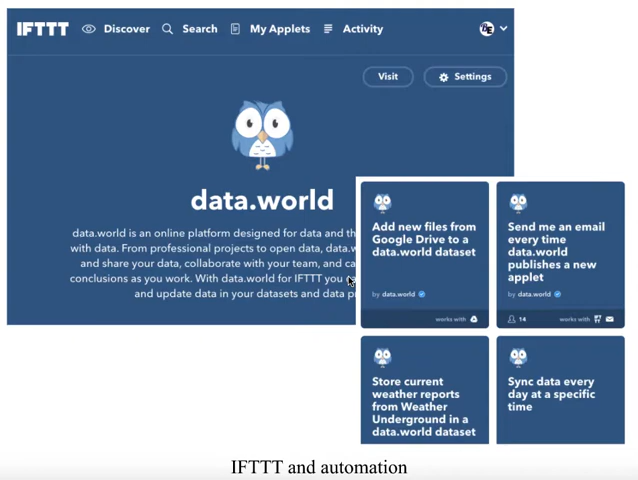 IFTTT Discover Search My Applets Activity
Visit Settings
data.world
data.world is an online platform designed for data and th
with data. From professional projects to open data, data.w
and share your data, collaborate with your team, and ca
conclusions as you work. With data.world for IFTTT you
and update data in your datasets and data pr
Add new files from
Google Drive to a
data.world dataset
by data.world
works with
Send me an email
every time
data.world
publishes a new
applet
by data.world
14 works with
Store current
weather reports
from Weather
Underground in a
data.world dataset
Sync data every
day at a specific
time
IFTTT and automation